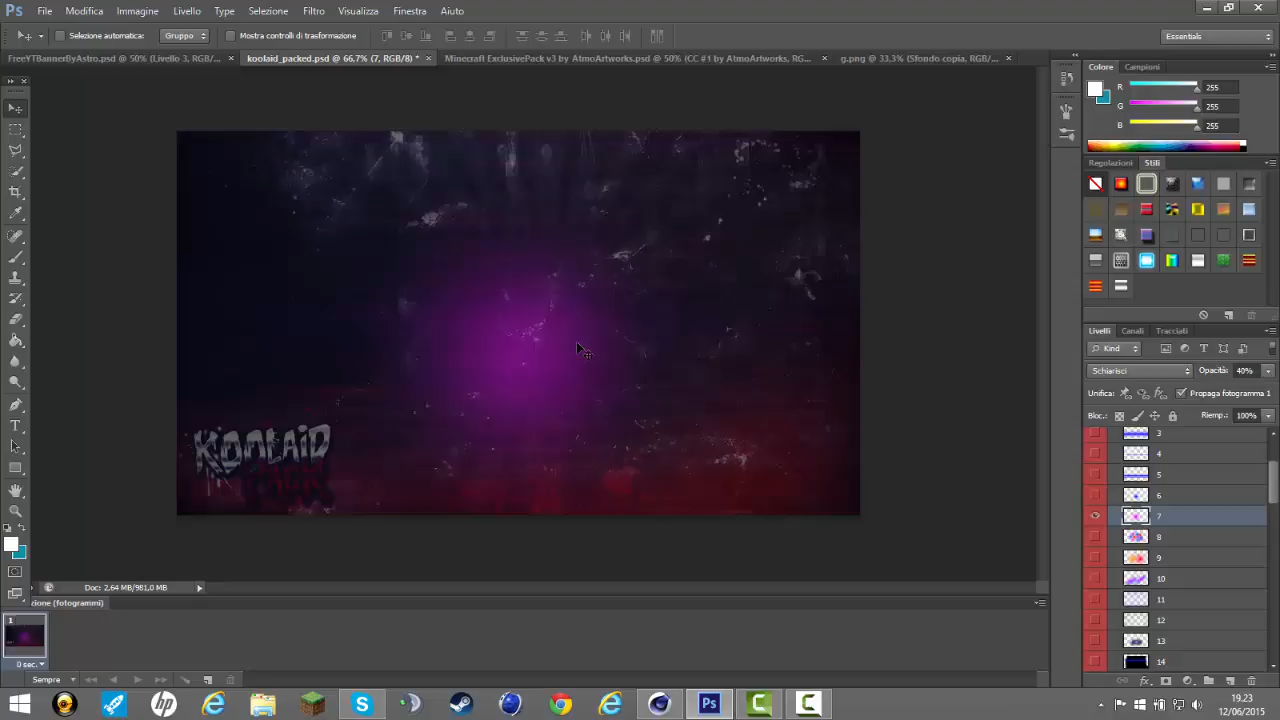 Ps File Modifica Immagine Livello Type Selezione Filtro Visualizza Finestra Aiuto
Selezione automatica: Gruppo Mostra controlli di trasformazione Essentials
FreeYTBannerByAstro.psd @ 50% (Livello 3, RGB/... × koolaid_packed.psd @ 66,7% (7, RGB/8) * × Minecraft ExclusivePack v3 by AtmoArtworks.psd @ 50% (CC #1 by AtmoArtworks, RG... × g.png @ 33,3% (Sfondo copia, RGB/... ×
Colore Campioni
R 255
G 255
B 255
Regolazioni Stili
Livelli Canali Tracciati
Kind
Schiarisci Opacità: 40%
Unifica: Propaga fotogramma 1
Bloc.: Riemp.: 100%
3
4
5
6
7
8
9
10
11
12
13
14
KOOLAID
PACK
Doc: 2,64 MB/981,0 MB
zione (fotogrammi)
1
0 sec.
Sempre
19.23
12/06/2015